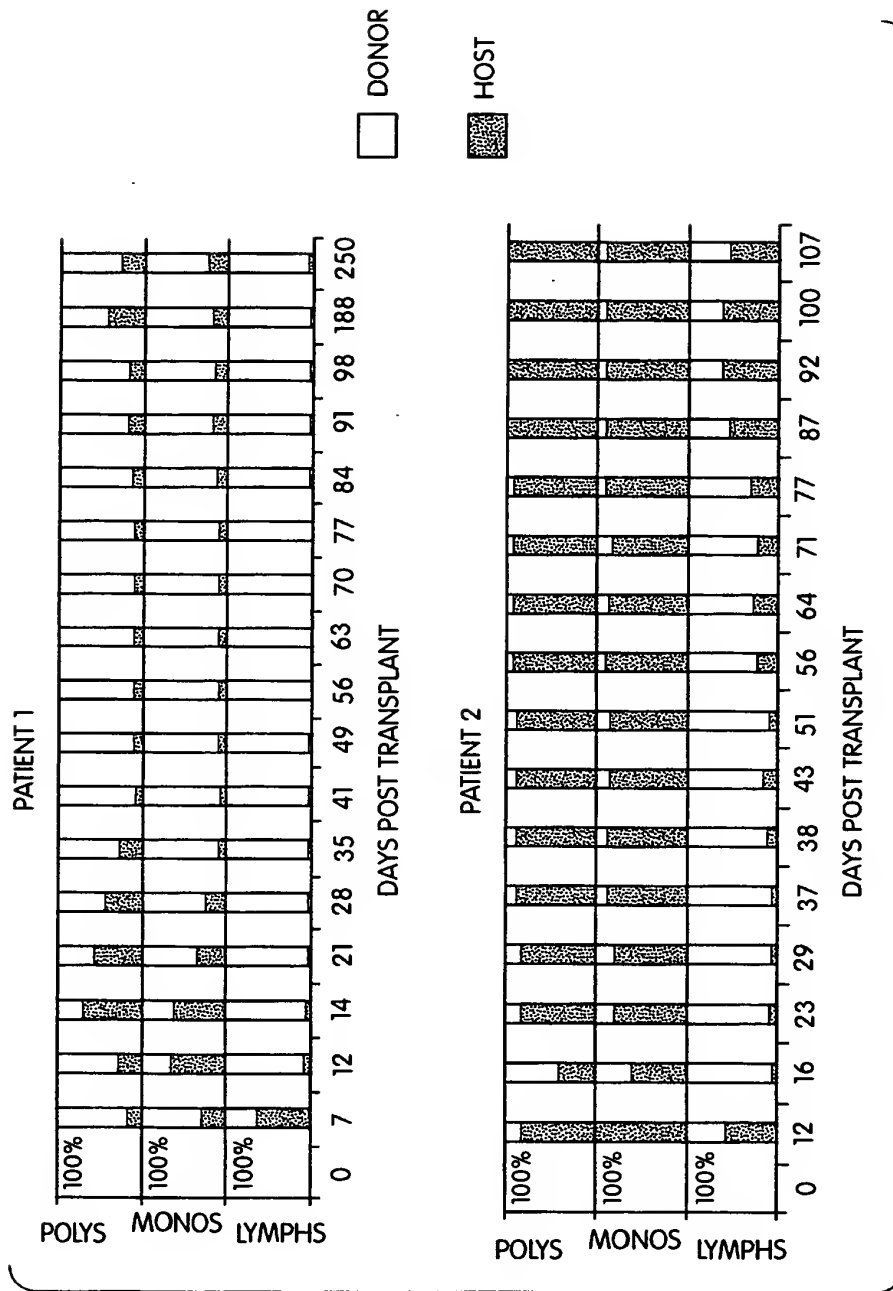 PATIENT 1
POLYS
100%
MONOS
100%
LYMPHS
100%
0 7 12 14 21 28 35 41 49 56 63 70 77 84 91 98 188 250
DAYS POST TRANSPLANT
PATIENT 2
POLYS
100%
MONOS
100%
LYMPHS
100%
0 12 16 23 29 37 38 43 51 56 64 71 77 87 92 100 107
DAYS POST TRANSPLANT
DONOR
HOST